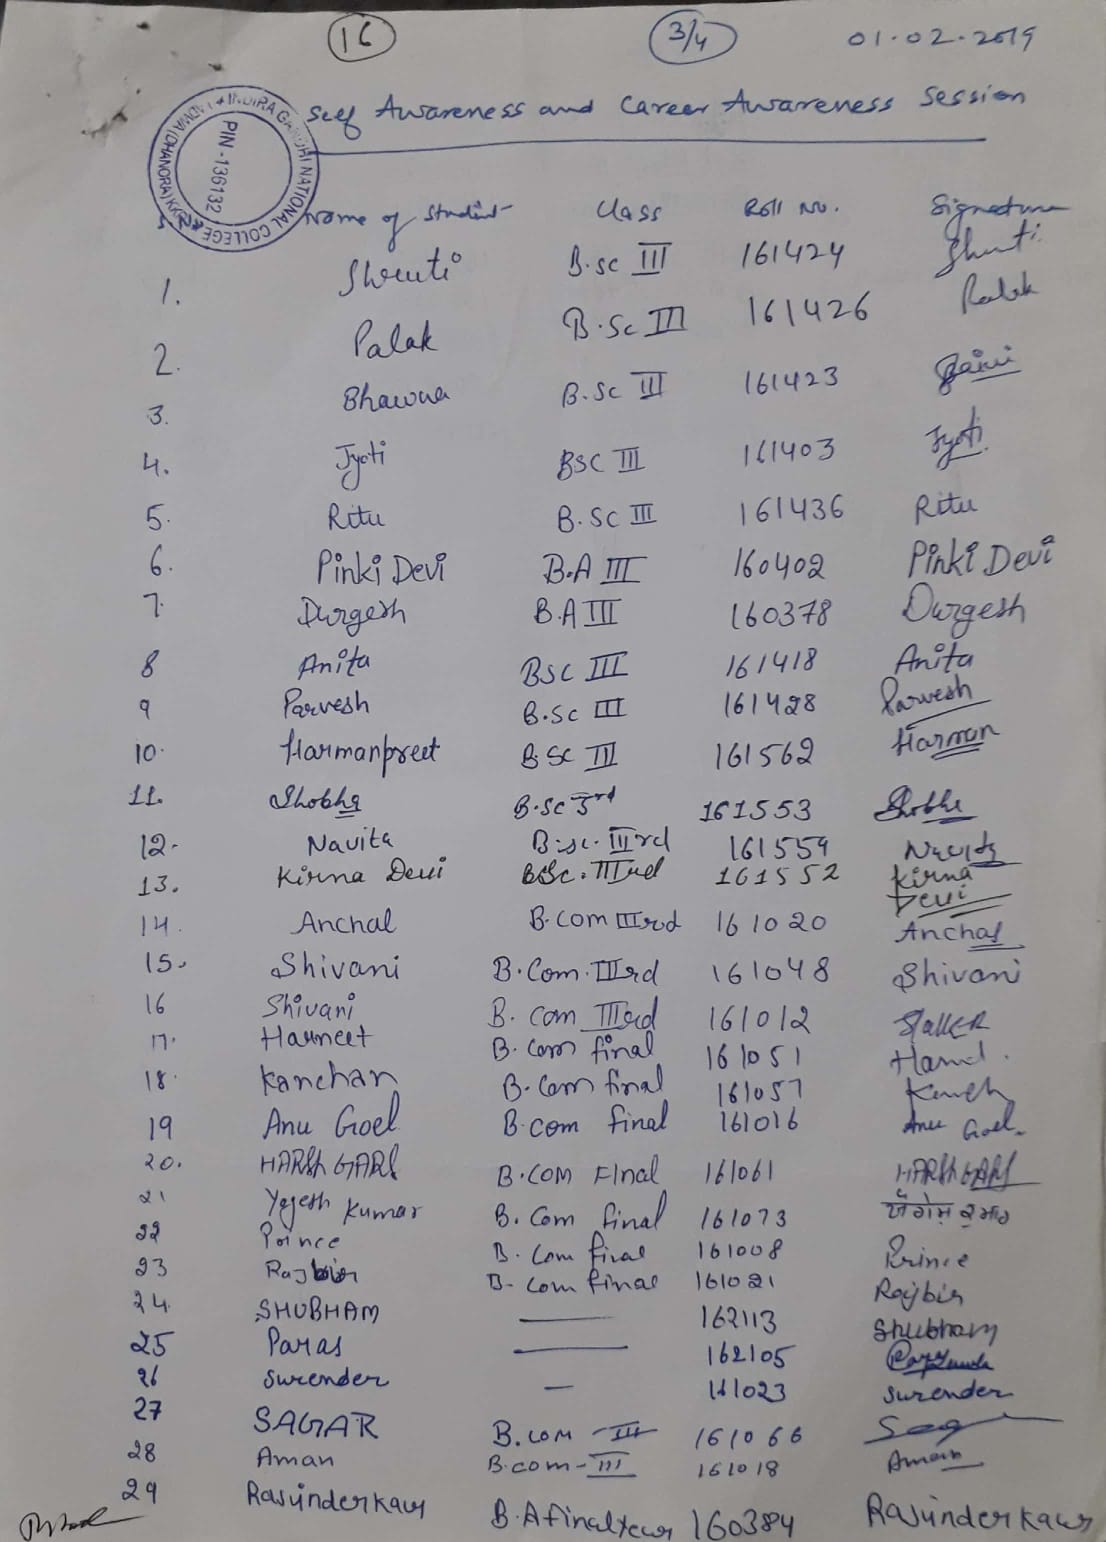 16 3/4 01.02.2019
Self Awareness and Career Awareness Session
INDIRA GANDHI NATIONAL COLLEGE
PIN-136132
Name of Student Class Roll No. Signature
1. Shruti B.sc III 161424 Shruti
2. Palak B.Sc III 161426 Palak
3. Bhawna B.Sc III 161423
4. Jyoti BSC III 161403 Jyoti
5. Ritu B.SC III 161436 Ritu
6. Pinki Devi B.A III 160402 Pinki Devi
7. Durgesh B.A III 160378 Durgesh
8 Anita BSC III 161418 Anita
9 Parvesh B.Sc III 161428 Parvesh
10. Harmanpreet B.SC III 161562 Harman
11. Shobha B.Sc 3rd 161553 Shobha
12. Navita B.sc. IIIrd 161559 Navita
13. Kirna Devi BSc. IIIrd 161552 Kirna Devi
14. Anchal B.com IIIrd 161020 Anchal
15. Shivani B.Com. IIIrd 161048 Shivani
16 Shivani B. com IIIrd 161012
17. Harneet B. Com final 161051
18. Kanchan B. Com final 161057
19 Anu Goel B.com final 161016 Anu Goel.
20. HARSH GARG B.COM FInal 161061 HARSH GARG
21 Yogesh Kumar B. Com final 161073
22 Prince B. Com final 161008 Prince
23 Rajbir B- Com final 161021 Rajbir
24. SHUBHAM — 162113 Shubham
25 Paras — 162105
26 Surender — 161023 Surender
27 SAGAR B.COM - III 161066 Sag
28 Aman B.com - III 161018 Aman
29 Rasunderkaur B.A final year 160384 Rasunderkaur